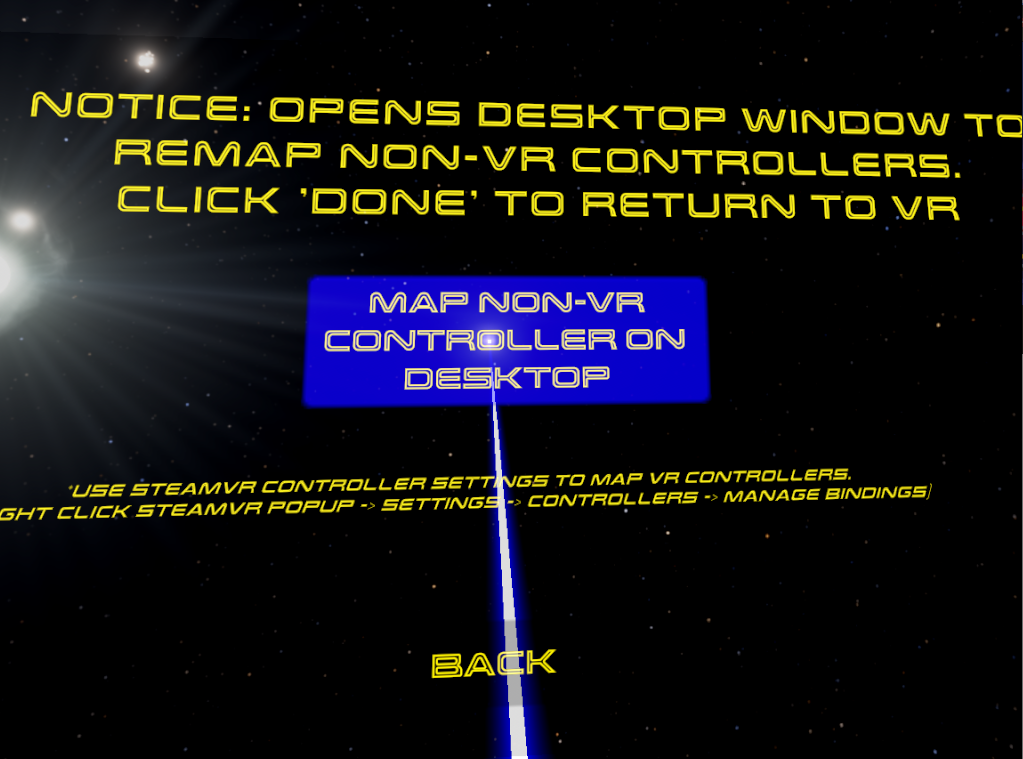 NOTICE: OPENS DESKTOP WINDOW TO
REMAP NON-VR CONTROLLERS.
CLICK 'DONE' TO RETURN TO VR
MAP NON-VR
CONTROLLER ON
DESKTOP
*USE STEAMVR CONTROLLER SETTINGS TO MAP VR CONTROLLERS.
CLICK STEAMVR POPUP -> SETTINGS -> CONTROLLERS -> MANAGE BINDINGS)
BACK